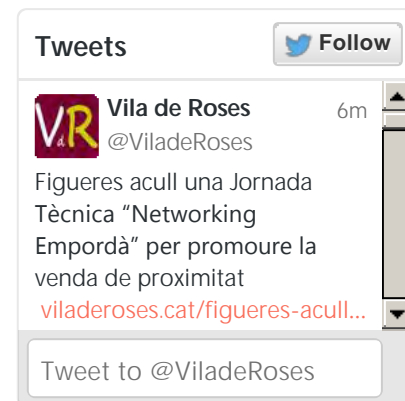 Tweets
Follow
Vila de Roses
6m
VdR
@ViladeRoses
Figueres acull una Jornada
Tècnica “Networking
Empordà” per promoure la
venda de proximitat
viladeroses.cat/figueres-acull...
Tweet to @ViladeRoses